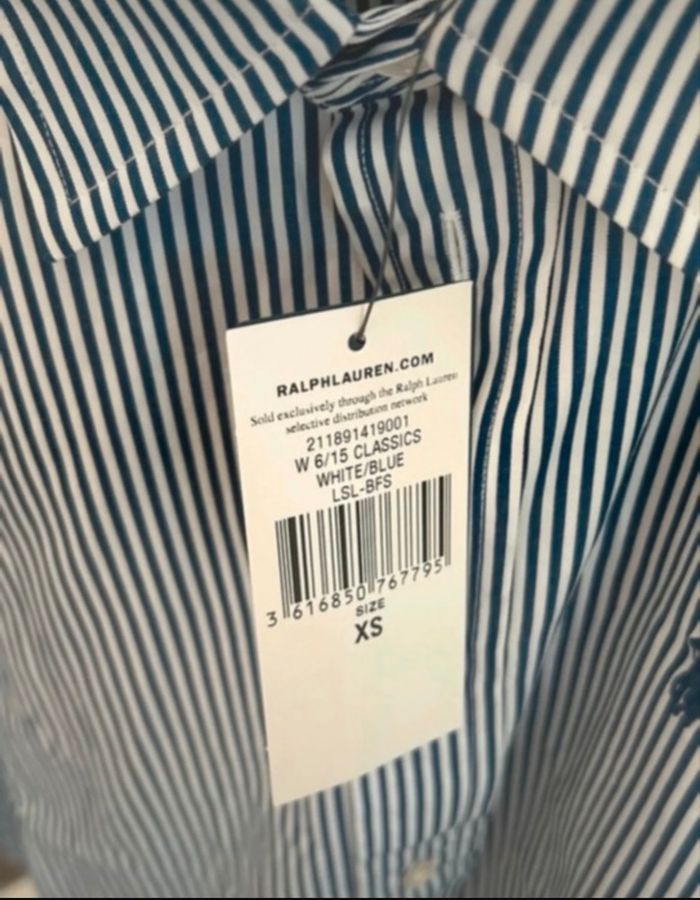 RALPHLAUREN.COM
Sold exclusively through the Ralph Lauren
selective distribution network
211891419001
W 6/15 CLASSICS
WHITE/BLUE
LSL-BFS
3 616850 767795
SIZE
XS